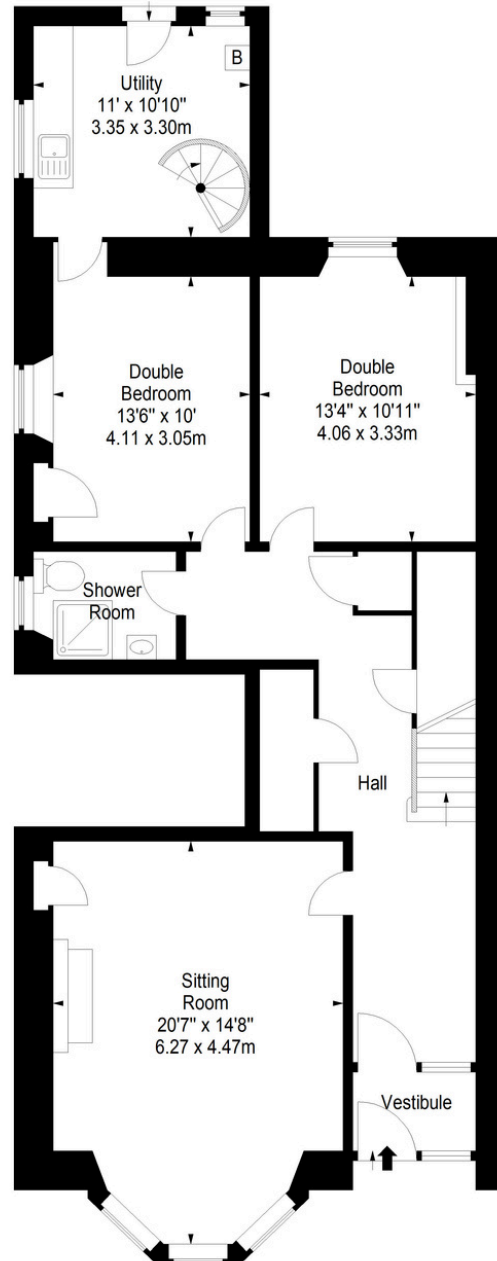 B
Utility
11' x 10'10"
3.35 x 3.30m
Double
Bedroom
13'6" x 10'
4.11 x 3.05m
Double
Bedroom
13'4" x 10'11"
4.06 x 3.33m
Shower
Room
Hall
Sitting
Room
20'7" x 14'8"
6.27 x 4.47m
Vestibule